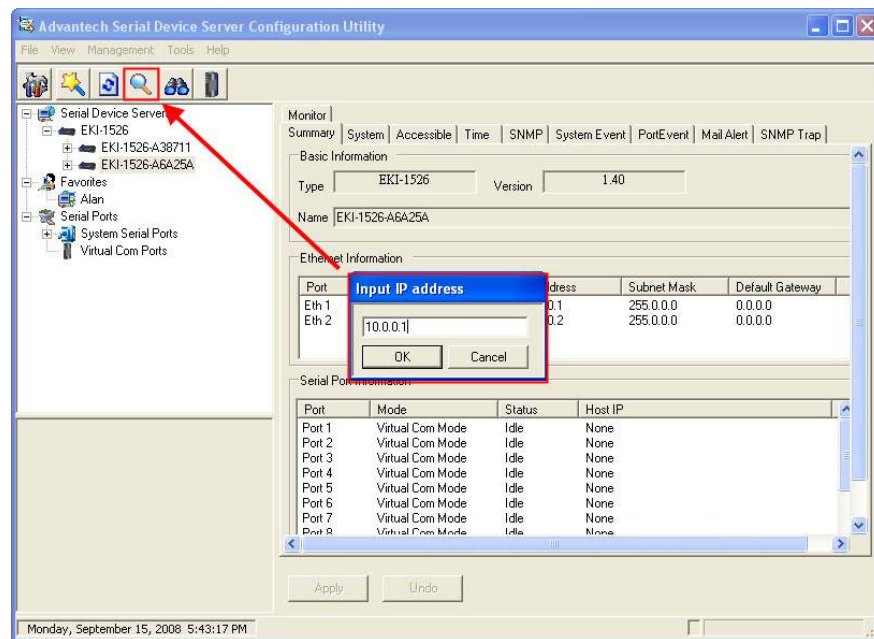 Advantech Serial Device Server Configuration Utility
File View Management Tools Help
Serial Device Server
EKI-1526
EKI-1526-A38711
EKI-1526-A6A25A
Favorites
Alan
Serial Ports
System Serial Ports
Virtual Com Ports
Monitor
Summary System Accessible Time SNMP System Event PortEvent Mail Alert SNMP Trap
Basic Information
Type EKI-1526 Version 1.40
Name EKI-1526-A6A25A
Ethernet Information
Port Subnet Mask Default Gateway
Eth 1 255.0.0.0 0.0.0.0
Eth 2 255.0.0.0 0.0.0.0
Input IP address
10.0.0.1
OK Cancel
Serial Port Information
Port Mode Status Host IP
Port 1 Virtual Com Mode Idle None
Port 2 Virtual Com Mode Idle None
Port 3 Virtual Com Mode Idle None
Port 4 Virtual Com Mode Idle None
Port 5 Virtual Com Mode Idle None
Port 6 Virtual Com Mode Idle None
Port 7 Virtual Com Mode Idle None
Port 8 Virtual Com Mode Idle None
Apply Undo
Monday, September 15, 2008 5:43:17 PM